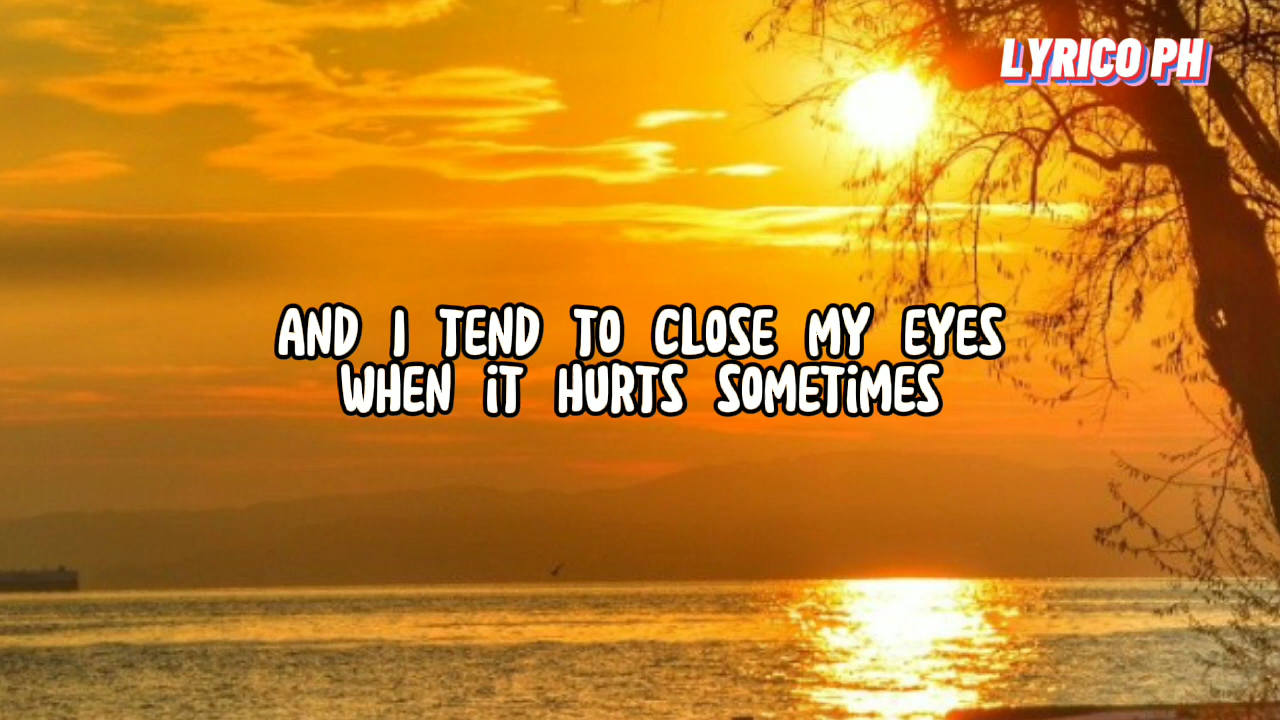 LYRICO PH
AND I TEND TO CLOSE MY EYES
WHEN IT HURTS SOMETIMES